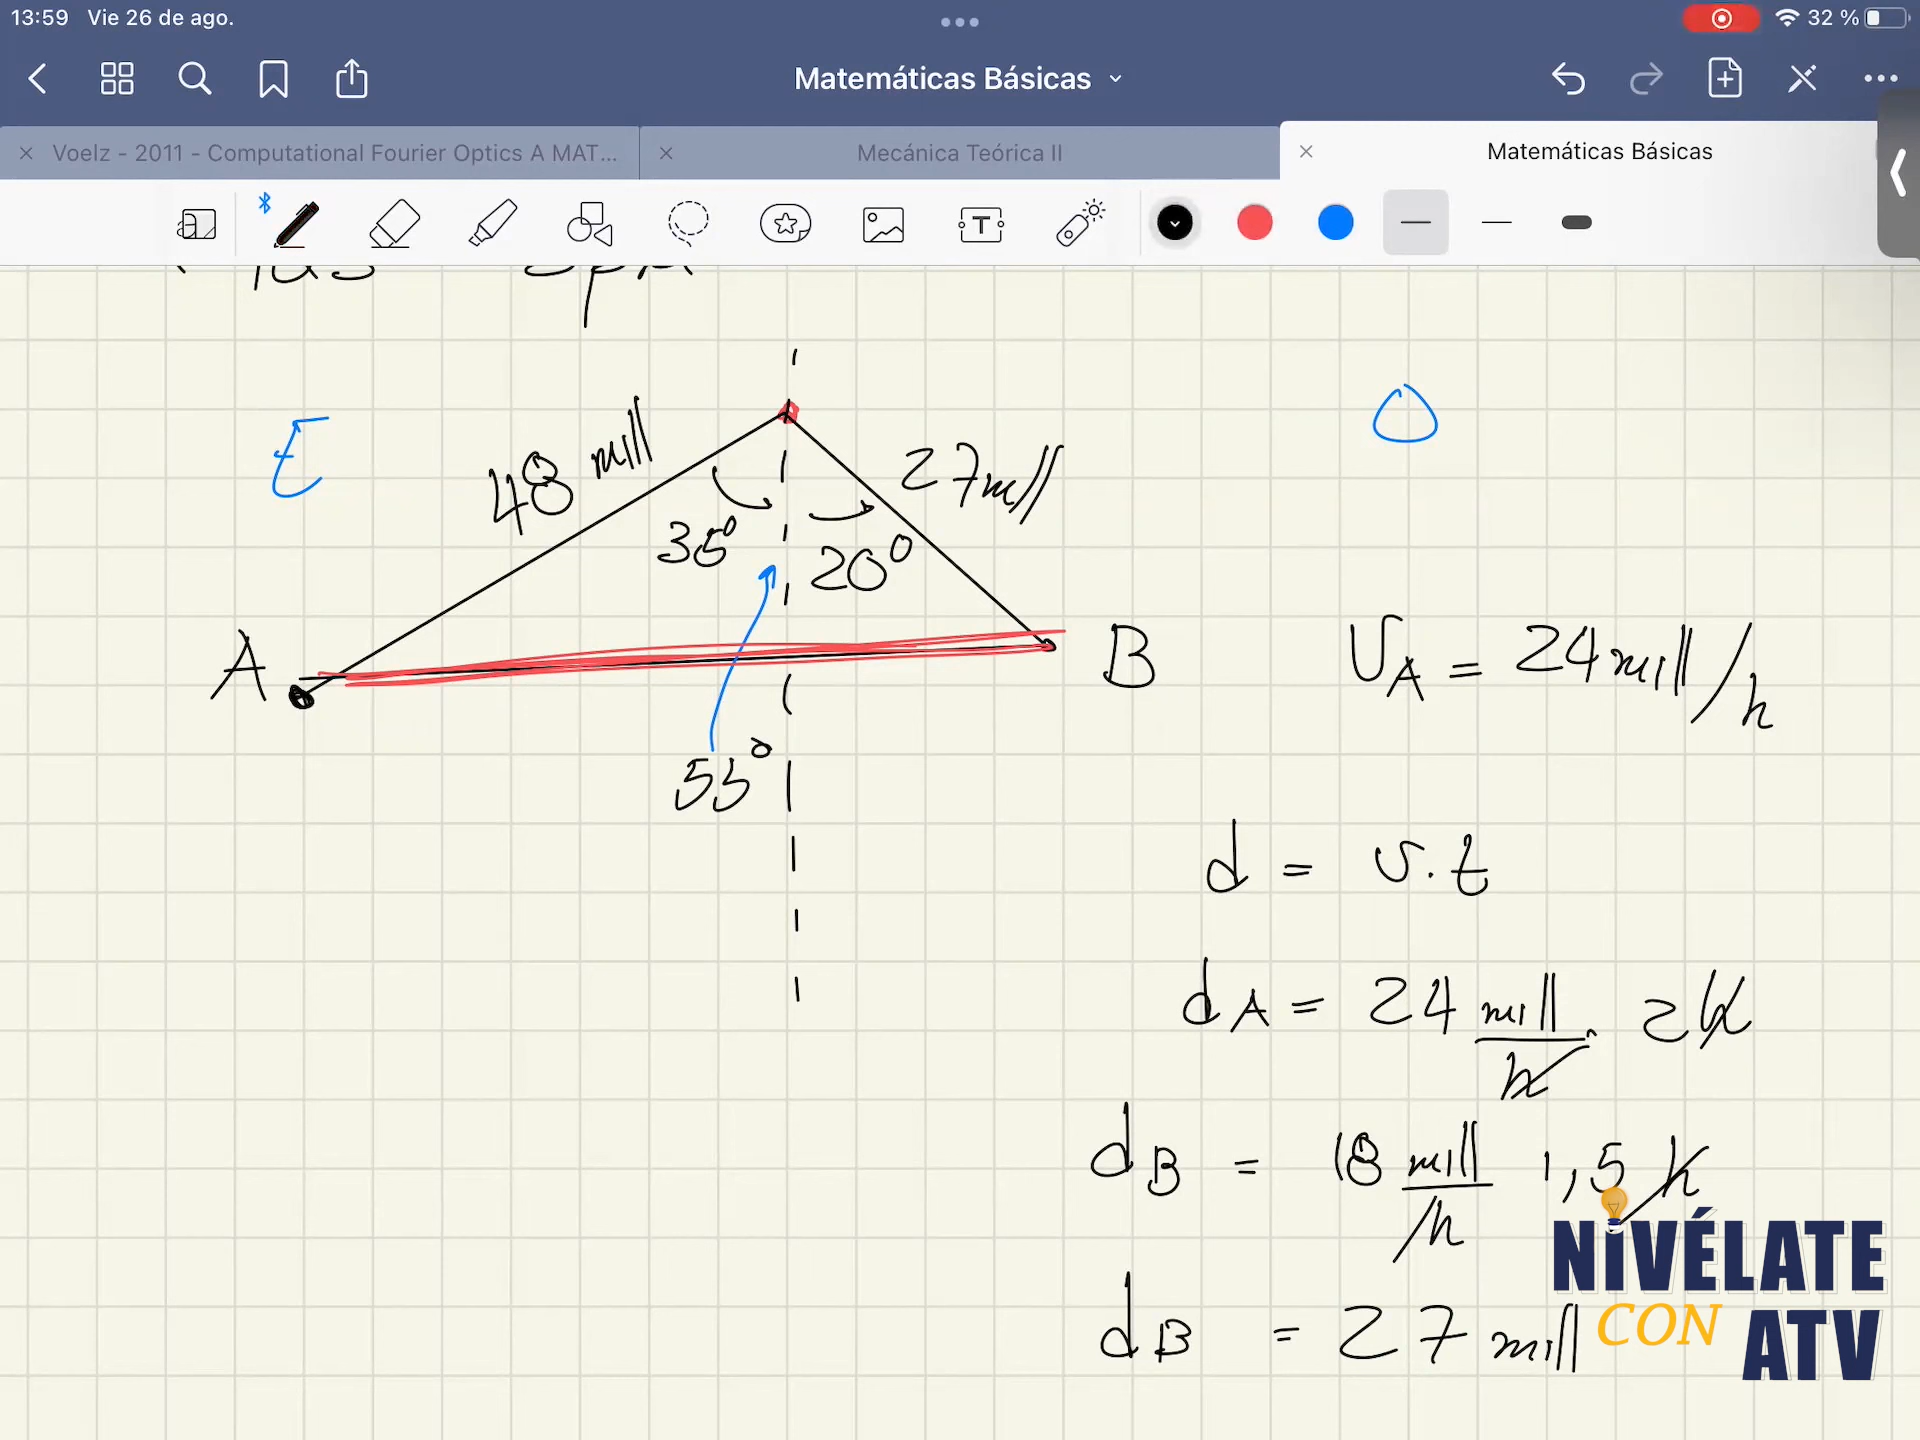 13:59 Vie 26 de ago.
32 %
Matemáticas Básicas
Voelz - 2011 - Computational Fourier Optics A MAT...
Mecánica Teórica II
Matemáticas Básicas
E
O
48 mill
27 mill
35°
20°
A
B
55°
VA = 24 mill/h
d = v.t
dA = 24 mill/h . 2h
dB = 18 mill/h 1,5 h
dB = 27 mill
NIVÉLATE
CON
ATV